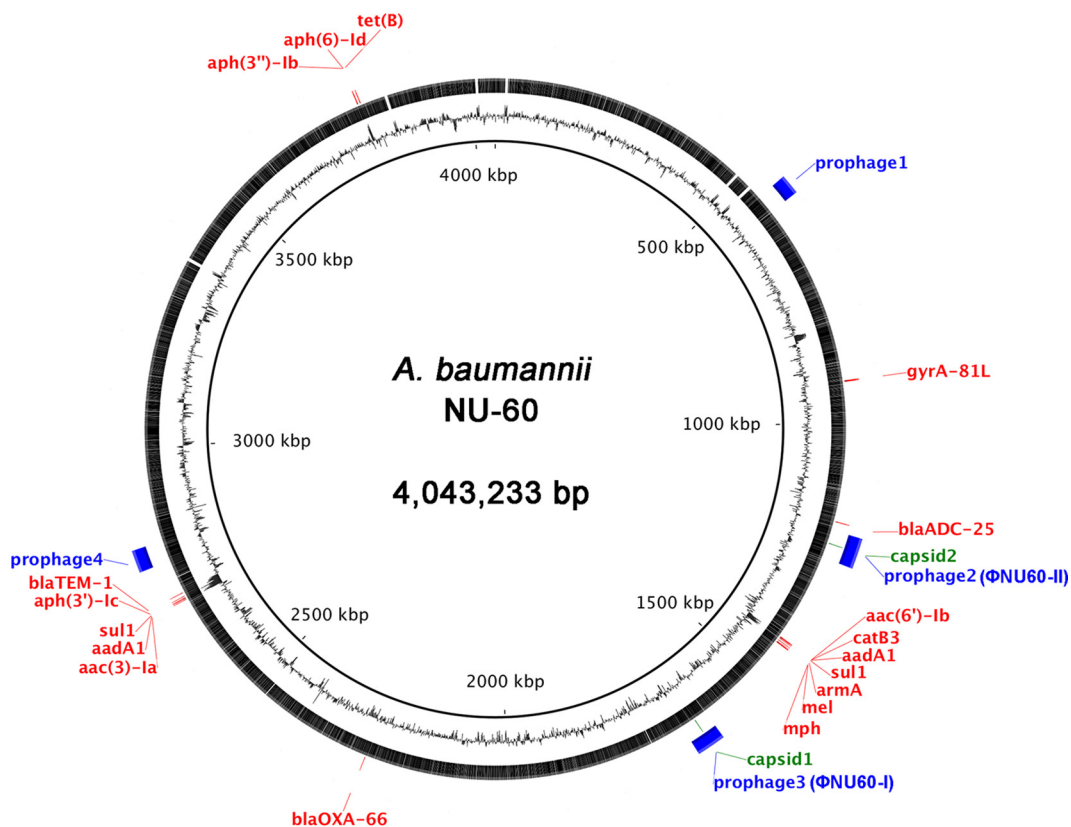 tet(B)
aph(6)-Id
aph(3")-Ib
prophage1
4000 kbp
500 kbp
3500 kbp
A. baumannii
NU-60
gyrA-81L
1000 kbp
3000 kbp
4,043,233 bp
blaADC-25
capsid2
prophage2 (ΦNU60-II)
prophage4
blaTEM-1
aph(3')-Ic
sul1
aadA1
aac(3)-Ia
2500 kbp
1500 kbp
aac(6')-Ib
catB3
aadA1
sul1
armA
mel
mph
2000 kbp
capsid1
prophage3 (ΦNU60-I)
blaOXA-66